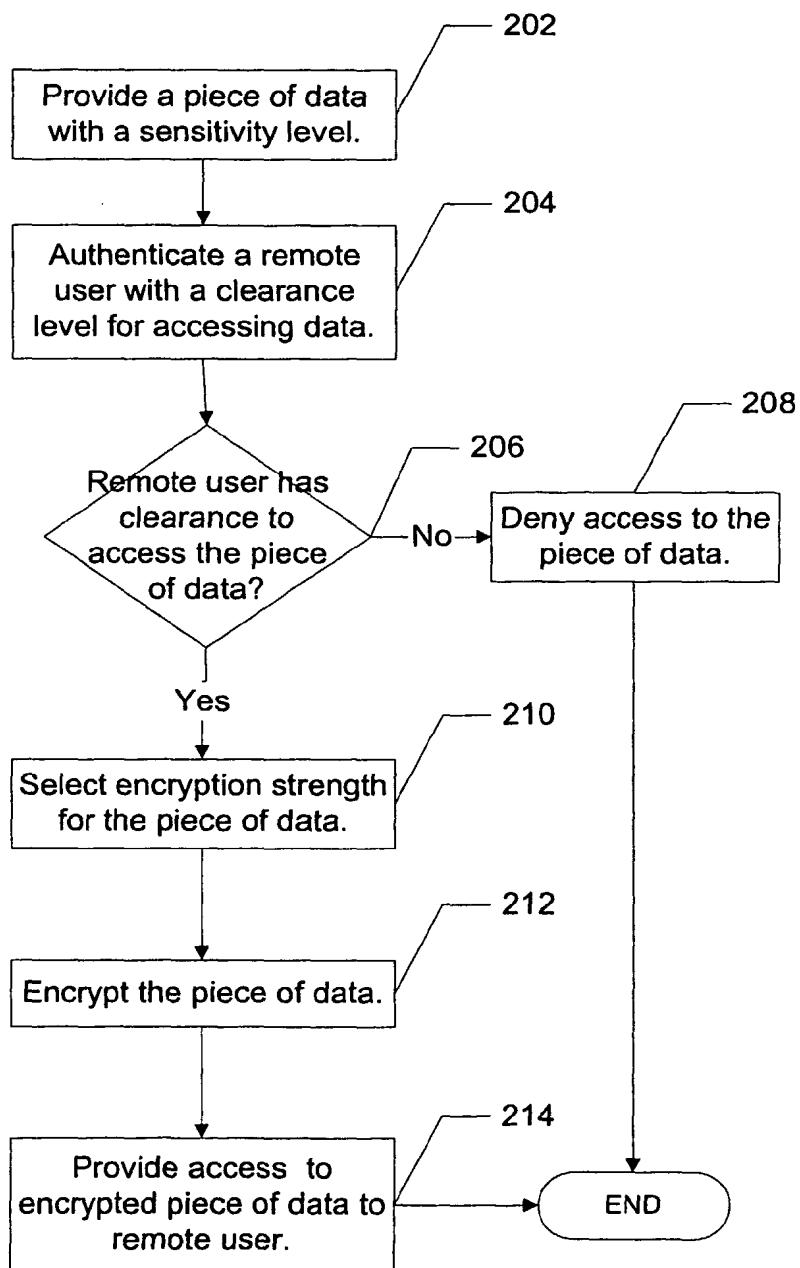 202
Provide a piece of data
with a sensitivity level.
204
Authenticate a remote
user with a clearance
level for accessing data.
206
Remote user has
clearance to
access the piece
of data?
No
208
Deny access to the
piece of data.
Yes
210
Select encryption strength
for the piece of data.
212
Encrypt the piece of data.
214
Provide access to
encrypted piece of data to
remote user.
END